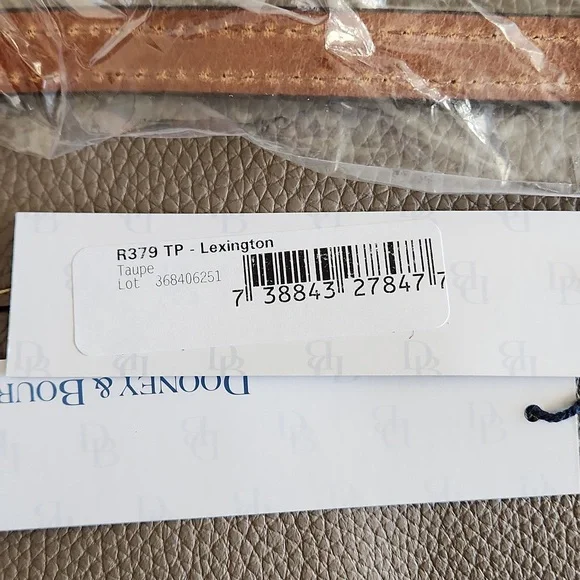 R379 TP - Lexington
Taupe
Lot 368406251
7 38843 27847 7
DOONEY & BOUR